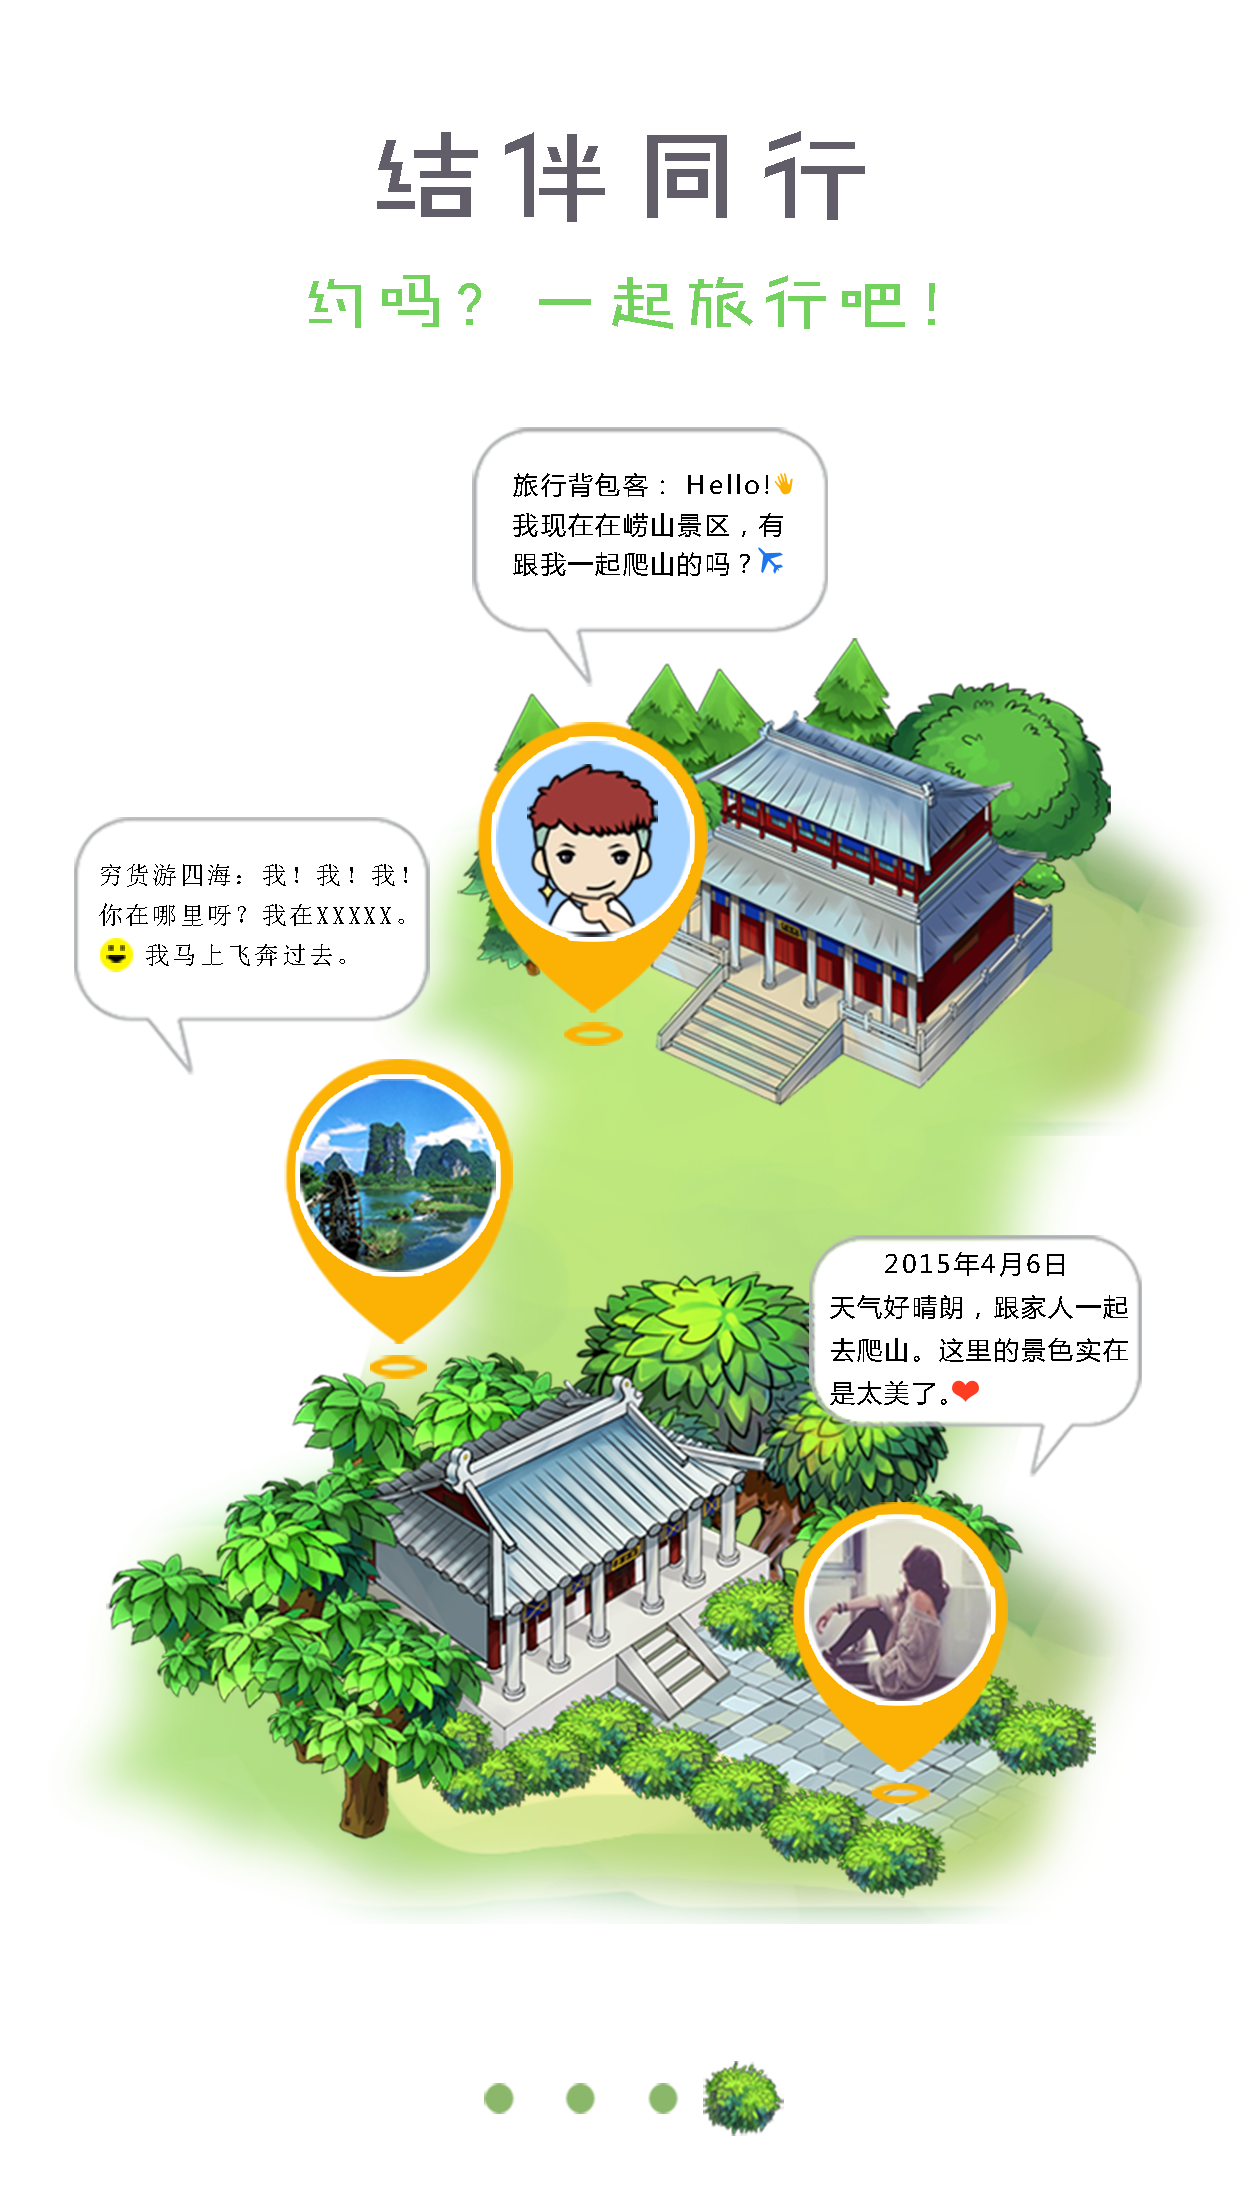 结伴同行
约吗？一起旅行吧！
旅行背包客：Hello!👋
我现在在崂山景区，有
跟我一起爬山的吗？✈
穷货游四海：我！我！我！
你在哪里呀？我在XXXXX。
😃 我马上飞奔过去。
2015年4月6日
天气好晴朗，跟家人一起
去爬山。这里的景色实在
是太美了。❤